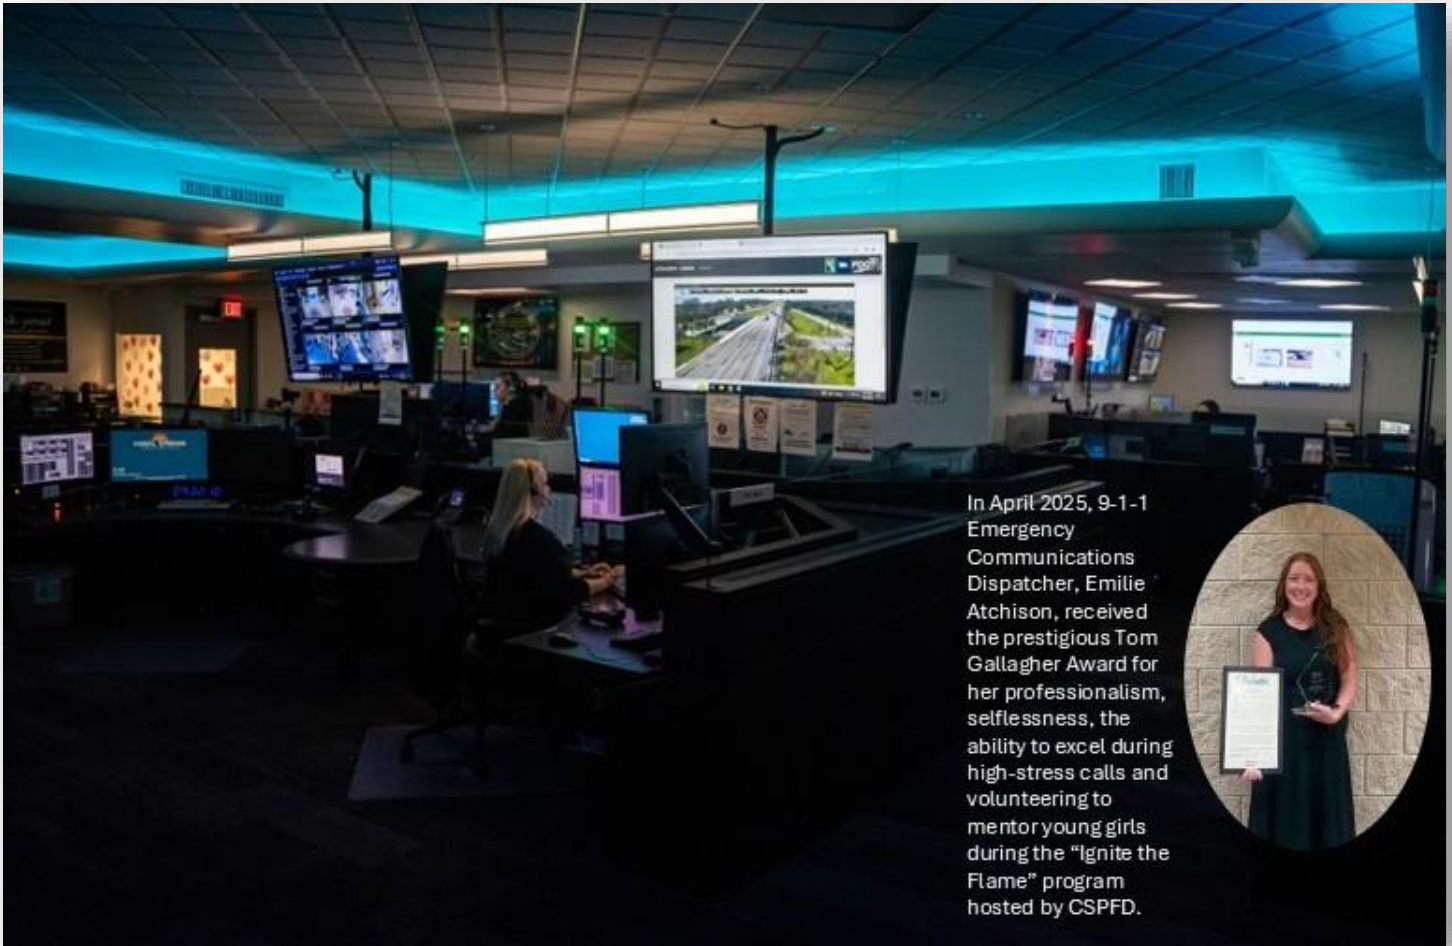 EXIT
In April 2025, 9-1-1
Emergency
Communications
Dispatcher, Emilie
Atchison, received
the prestigious Tom
Gallagher Award for
her professionalism,
selflessness, the
ability to excel during
high-stress calls and
volunteering to
mentor young girls
during the “Ignite the
Flame” program
hosted by CSPFD.